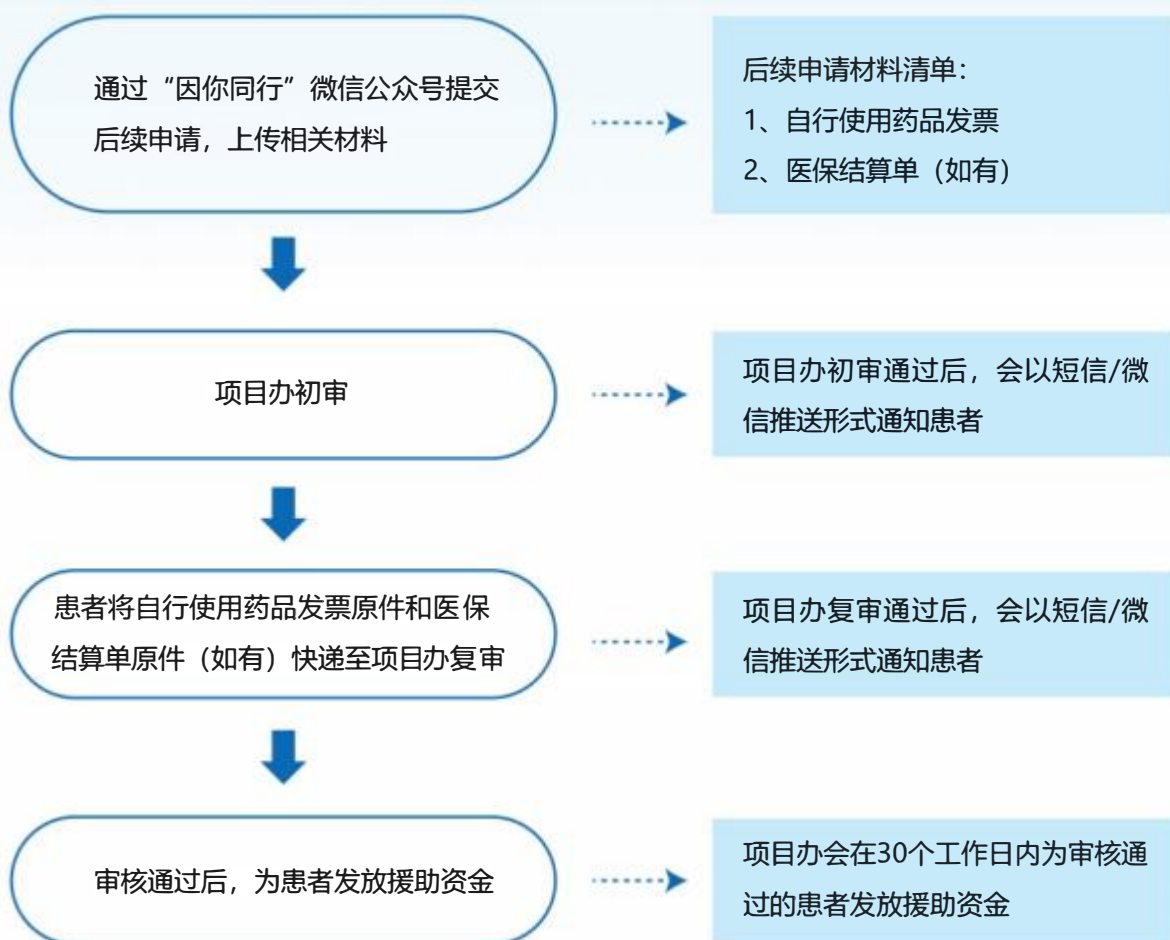 通过“因你同行”微信公众号提交
后续申请，上传相关材料
后续申请材料清单：
1、自行使用药品发票
2、医保结算单（如有）
项目办初审
项目办初审通过后，会以短信/微
信推送形式通知患者
患者将自行使用药品发票原件和医保
结算单原件（如有）快递至项目办复审
项目办复审通过后，会以短信/微
信推送形式通知患者
审核通过后，为患者发放援助资金
项目办会在30个工作日内为审核通
过的患者发放援助资金